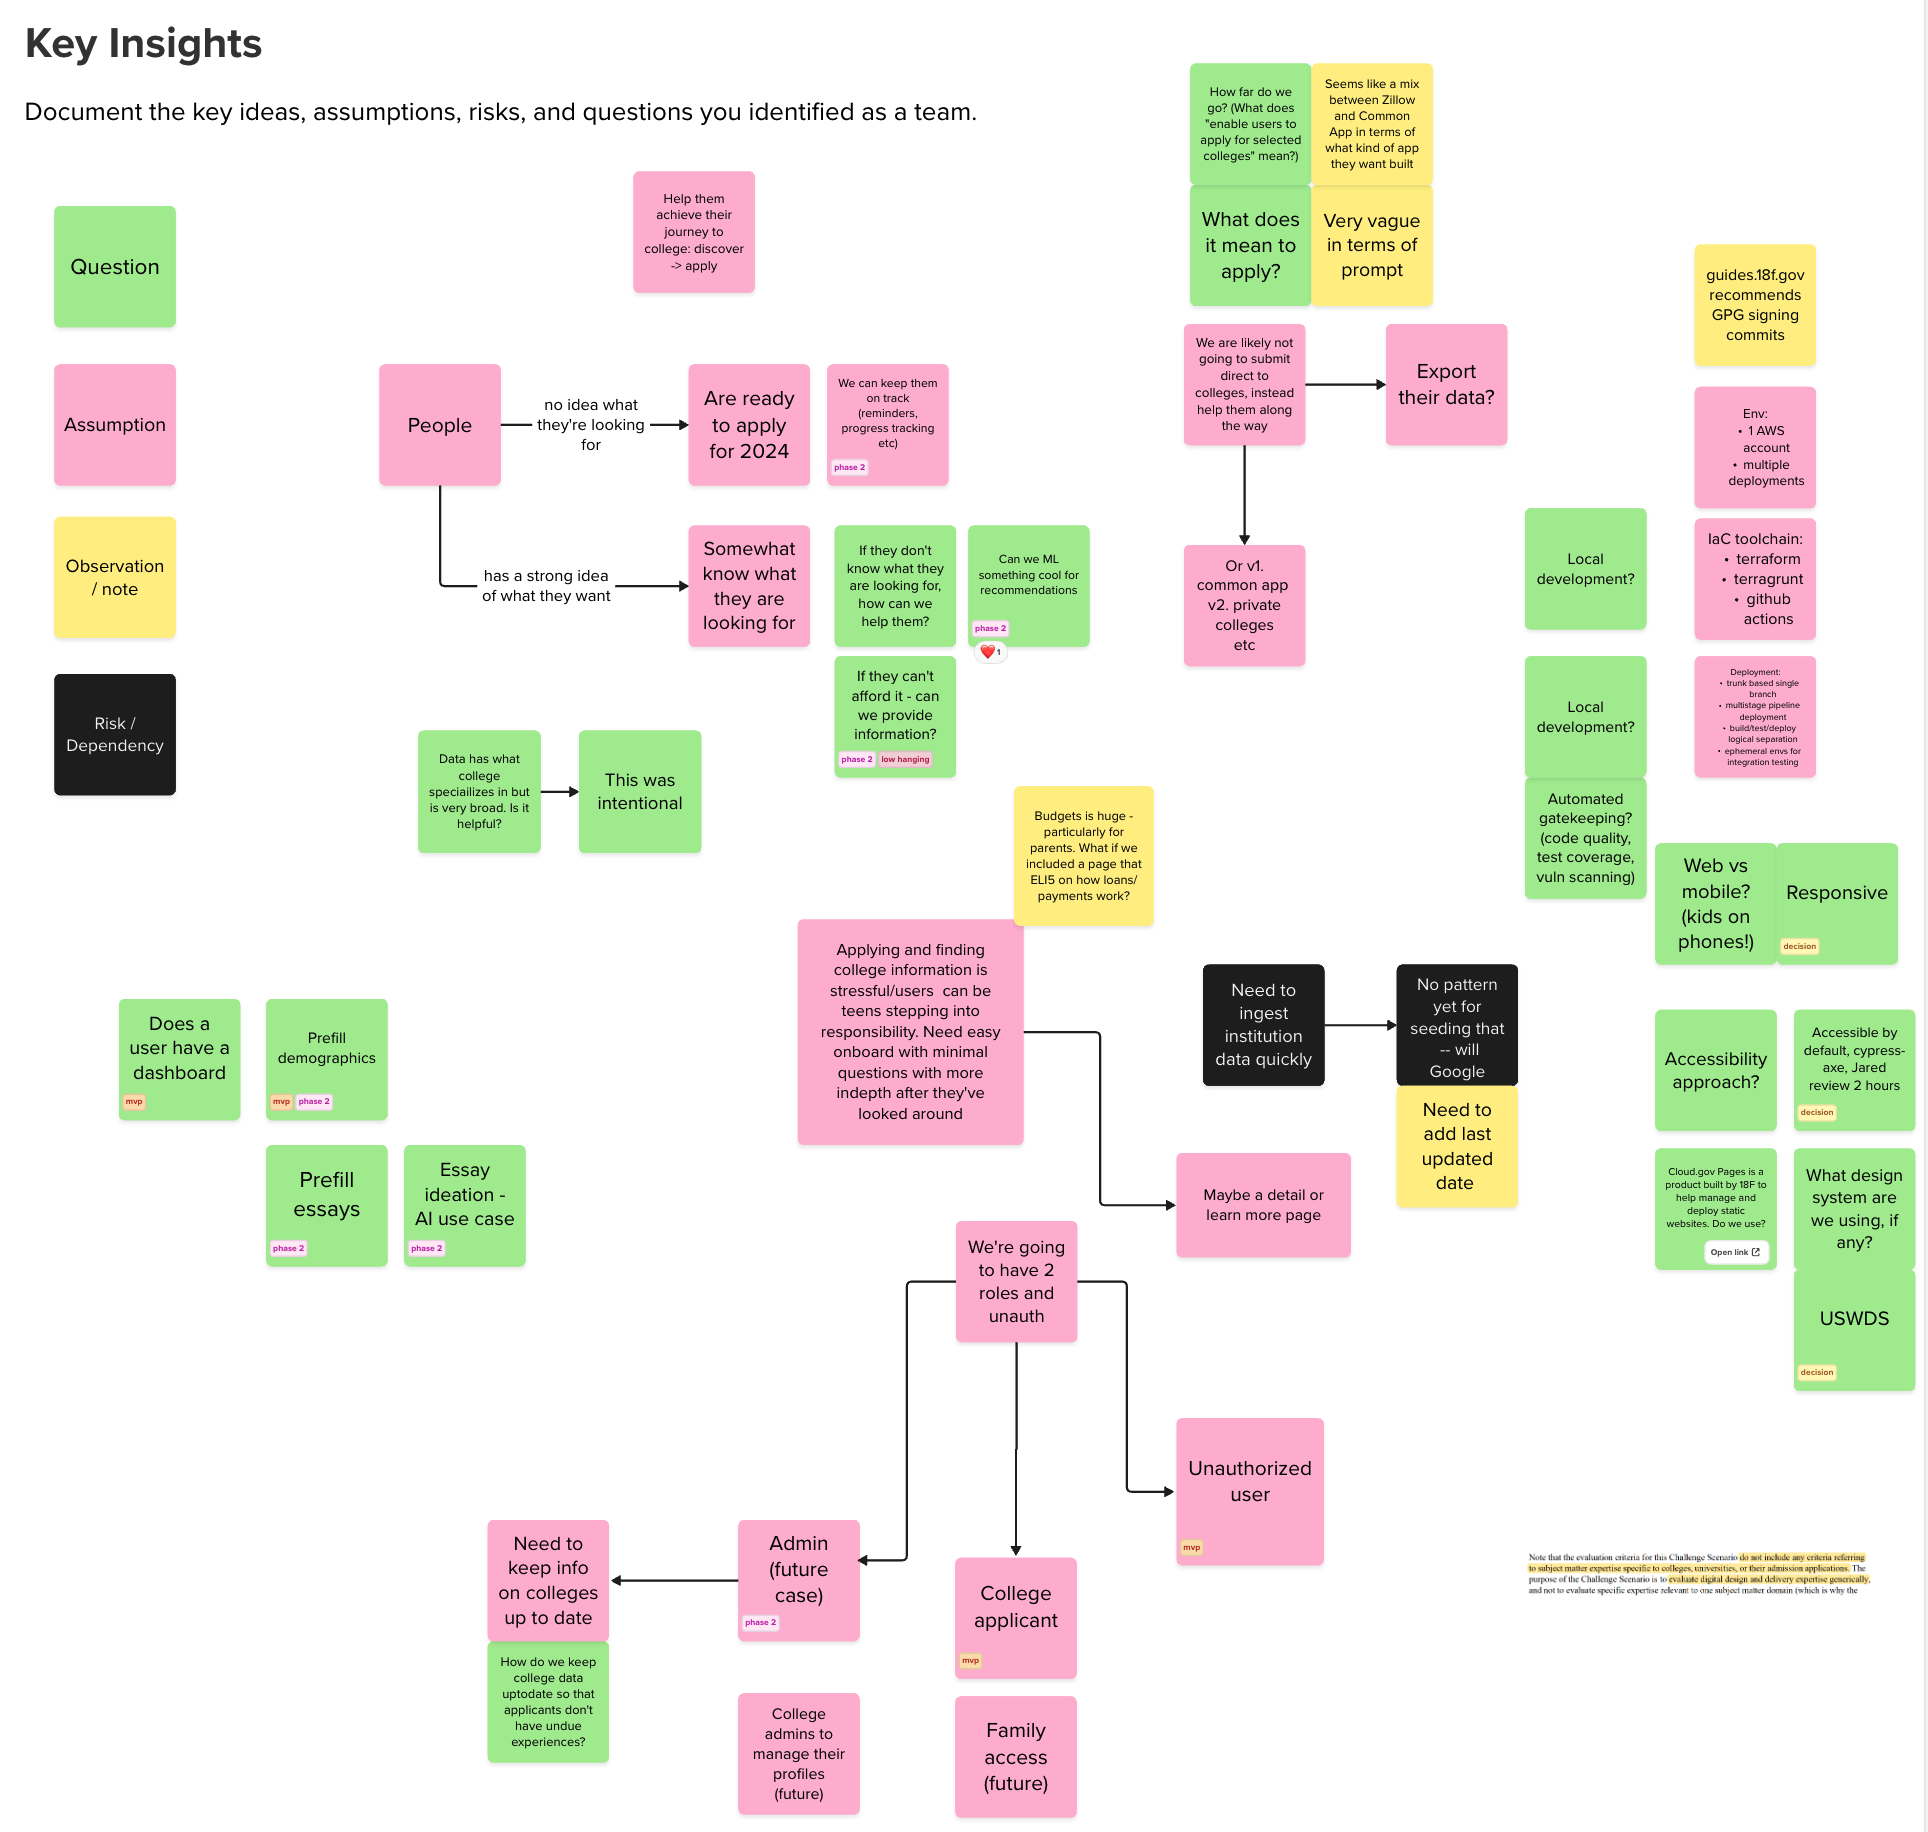 Key Insights
Document the key ideas, assumptions, risks, and questions you identified as a team.
Question
Assumption
Observation
/ note
Risk /
Dependency
Help them
achieve their
journey to
college: discover
-> apply
People
no idea what
they're looking
for
Are ready
to apply
for 2024
We can keep them
on track
(reminders,
progress tracking
etc)
phase 2
has a strong idea
of what they want
Somewhat
know what
they are
looking for
If they don't
know what they
are looking for,
how can we
help them?
Can we ML
something cool for
recommendations
phase 2
1
If they can't
afford it - can
we provide
information?
phase 2
low hanging
Data has what
college
speciailizes in but
is very broad. Is it
helpful?
This was
intentional
How far do we
go? (What does
"enable users to
apply for selected
colleges" mean?)
Seems like a mix
between Zillow
and Common
App in terms of
what kind of app
they want built
What does
it mean to
apply?
Very vague
in terms of
prompt
We are likely not
going to submit
direct to
colleges, instead
help them along
the way
Export
their data?
Or v1.
common app
v2. private
colleges
etc
guides.18f.gov
recommends
GPG signing
commits
Env:
• 1 AWS
account
• multiple
deployments
IaC toolchain:
• terraform
• terragrunt
• github
actions
Deployment:
• trunk based single
branch
• multistage pipeline
deployment
• build/test/deploy
logical separation
• ephemeral envs for
integration testing
Local
development?
Local
development?
Automated
gatekeeping?
(code quality,
test coverage,
vuln scanning)
Web vs
mobile?
(kids on
phones!)
Responsive
decision
Budgets is huge -
particularly for
parents. What if we
included a page that
ELI5 on how loans/
payments work?
Applying and finding
college information is
stressful/users  can be
teens stepping into
responsibility. Need easy
onboard with minimal
questions with more
indepth after they've
looked around
Maybe a detail or
learn more page
Need to
ingest
institution
data quickly
No pattern
yet for
seeding that
-- will
Google
Need to
add last
updated
date
Accessibility
approach?
Accessible by
default, cypress-
axe, Jared
review 2 hours
decision
Cloud.gov Pages is a
product built by 18F to
help manage and
deploy static
websites. Do we use?
Open link
What design
system are
we using, if
any?
USWDS
decision
Does a
user have a
dashboard
mvp
Prefill
demographics
mvp
phase 2
Prefill
essays
phase 2
Essay
ideation -
AI use case
phase 2
We're going
to have 2
roles and
unauth
Unauthorized
user
mvp
Admin
(future
case)
phase 2
College
applicant
mvp
Need to
keep info
on colleges
up to date
How do we keep
college data
uptodate so that
applicants don't
have undue
experiences?
College
admins to
manage their
profiles
(future)
Family
access
(future)
Note that the evaluation criteria for this Challenge Scenario do not include any criteria referring
to subject matter expertise specific to colleges, universities, or their admission applications. The
purpose of the Challenge Scenario is to evaluate digital design and delivery expertise generically,
and not to evaluate specific expertise relevant to one subject matter domain (which is why the